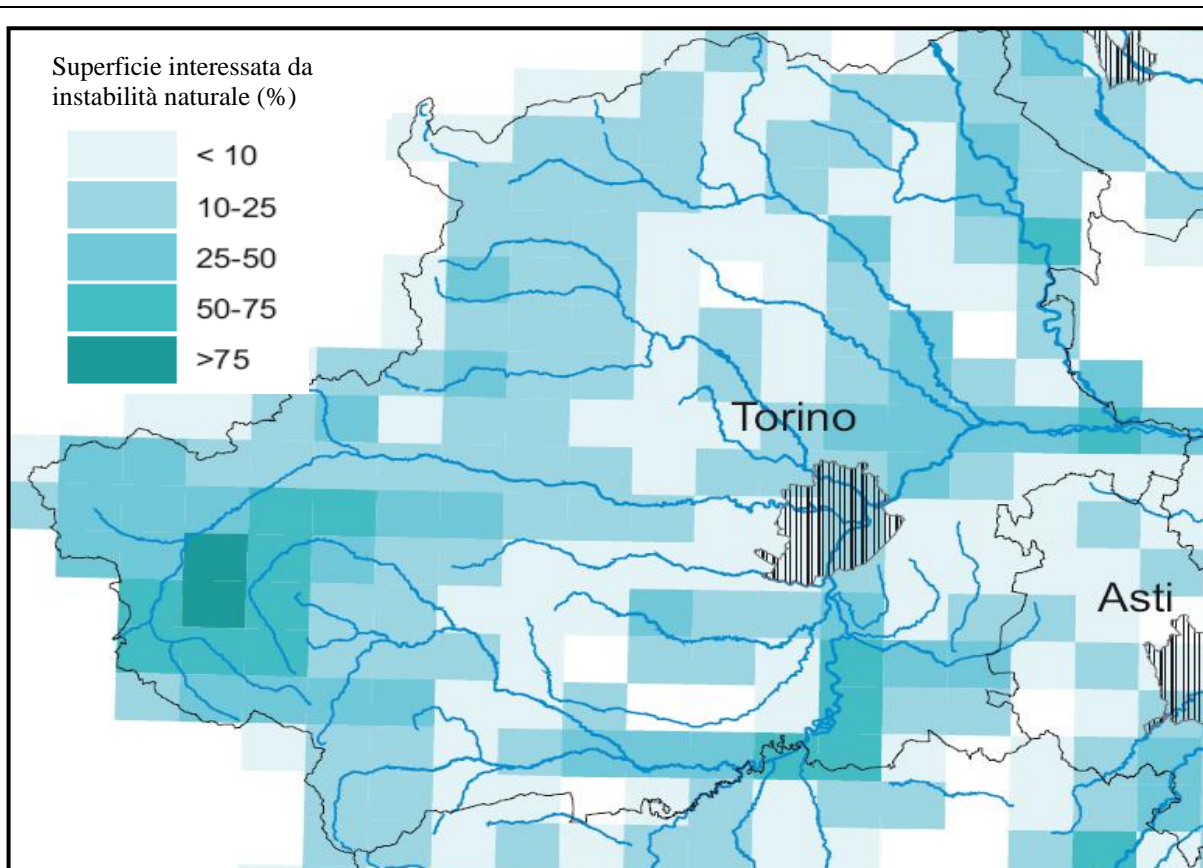 Superficie interessata da
instabilità naturale (%)
< 10
10-25
25-50
50-75
>75
Torino
Asti